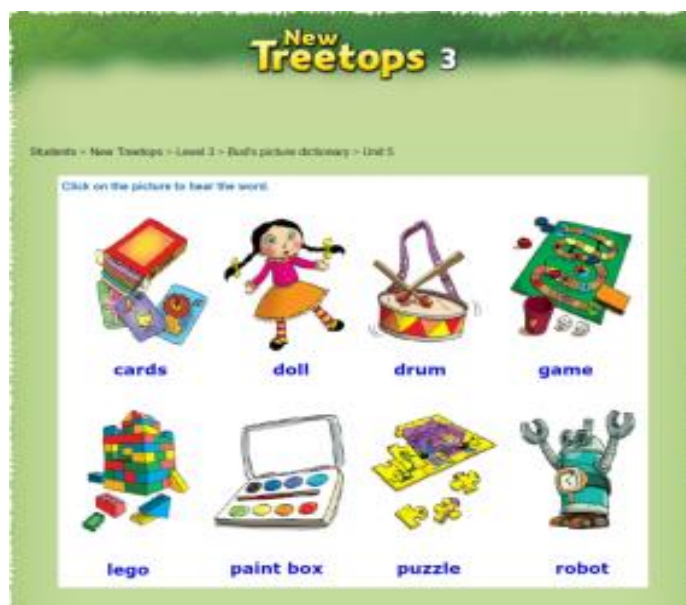 New
Treetops 3
Students > New Treetops > Level 3 > Bud's picture dictionary > Unit 5
Click on the picture to hear the word.
cards doll drum game
lego paint box puzzle robot